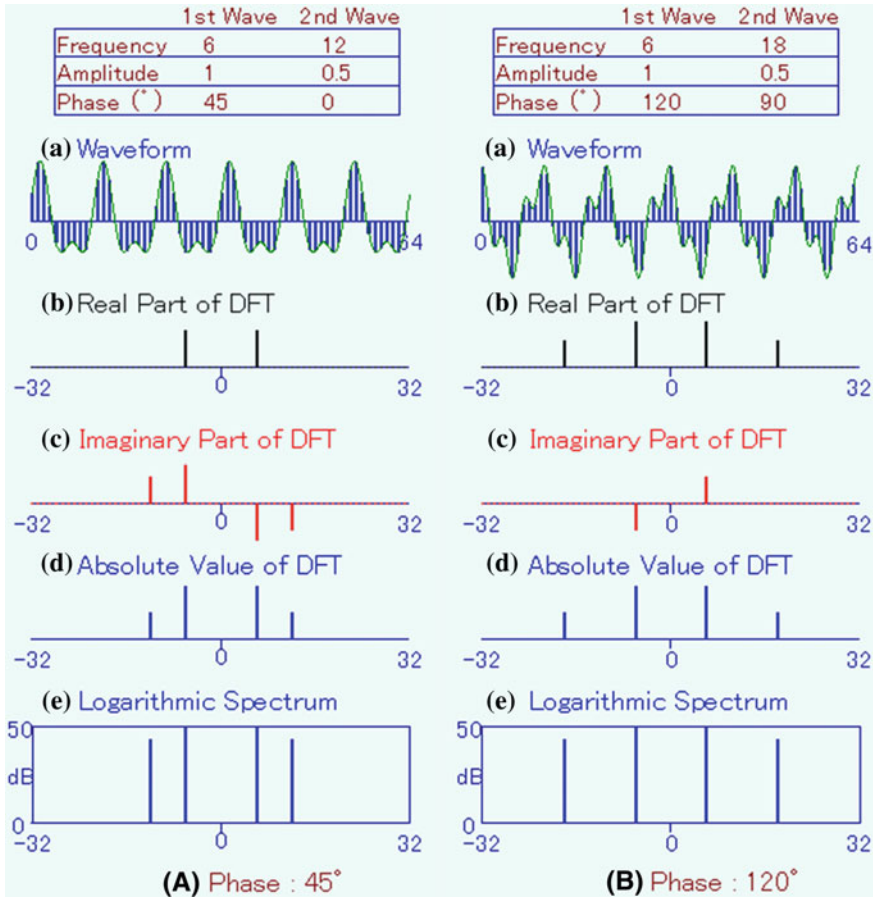 1st Wave 2nd Wave
Frequency 6 12
Amplitude 1 0.5
Phase (°) 45 0
(a) Waveform
0 64
(b) Real Part of DFT
-32 0 32
(c) Imaginary Part of DFT
-32 0 32
(d) Absolute Value of DFT
-32 0 32
(e) Logarithmic Spectrum
50
dB
0
-32 0 32
(A) Phase : 45°
1st Wave 2nd Wave
Frequency 6 18
Amplitude 1 0.5
Phase (°) 120 90
(a) Waveform
0 64
(b) Real Part of DFT
-32 0 32
(c) Imaginary Part of DFT
-32 0 32
(d) Absolute Value of DFT
-32 0 32
(e) Logarithmic Spectrum
50
dB
0
-32 0 32
(B) Phase : 120°